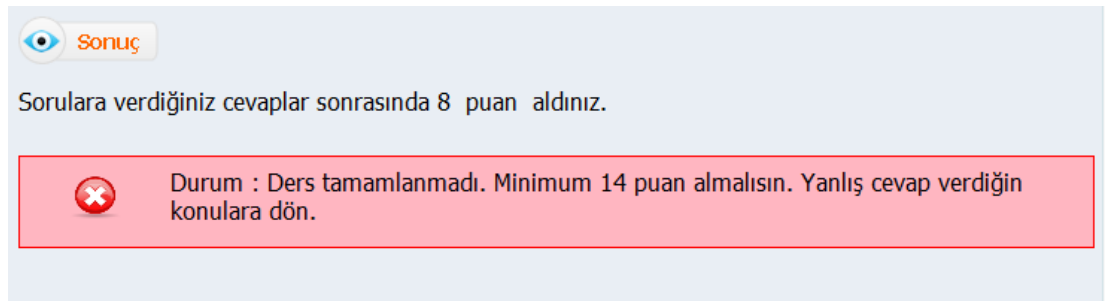 Sonuç
Sorulara verdiğiniz cevaplar sonrasında 8 puan aldınız.
Durum : Ders tamamlanmadı. Minimum 14 puan almalısın. Yanlış cevap verdiğin
konulara dön.